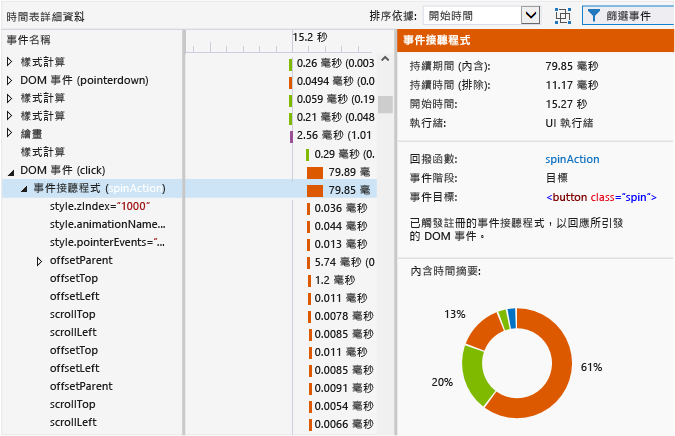 時間表詳細資料
排序依據: 開始時間 篩選事件
事件名稱
15.2 秒
樣式計算 0.26 毫秒 (0.003
DOM 事件 (pointerdown) 0.0494 毫秒 (0.0
樣式計算 0.059 毫秒 (0.19
樣式計算 0.21 毫秒 (0.048
繪畫 2.56 毫秒 (1.01
樣式計算 0.29 毫秒 (0.
DOM 事件 (click) 79.89 毫
事件接聽程式 (spinAction) 79.85 毫
style.zIndex="1000" 0.036 毫秒
style.animationName... 0.044 毫秒
style.pointerEvents="... 0.013 毫秒
offsetParent 5.74 毫秒 (0
offsetTop 1.2 毫秒
offsetLeft 0.011 毫秒
scrollTop 0.0078 毫秒
scrollLeft 0.0085 毫秒
offsetTop 0.011 毫秒
offsetLeft 0.0085 毫秒
offsetParent 0.0091 毫秒
scrollTop 0.0054 毫秒
scrollLeft 0.0066 毫秒
事件接聽程式
持續期間 (內含): 79.85 毫秒
持續時間 (排除): 11.17 毫秒
開始時間: 15.27 秒
執行緒: UI 執行緒
回撥函數: spinAction
事件階段: 目標
事件目標: <button class="spin">
已觸發註冊的事件接聽程式，以回應所引發
的 DOM 事件。
內含時間摘要:
13%
61%
20%